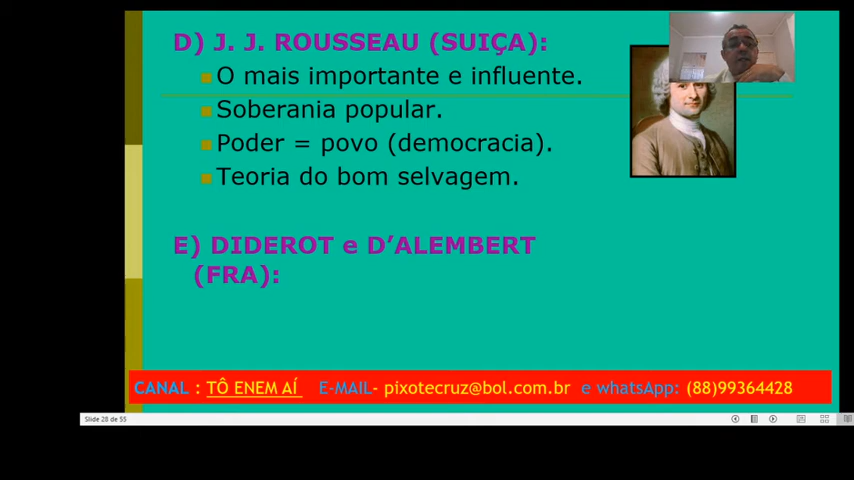 D) J. J. ROUSSEAU (SUIÇA):
O mais importante e influente.
Soberania popular.
Poder = povo (democracia).
Teoria do bom selvagem.
E) DIDEROT e D’ALEMBERT
(FRA):
CANAL : TÔ ENEM AÍ E-MAIL- pixotecruz@bol.com.br e whatsApp: (88)99364428
Slide 28 de 55